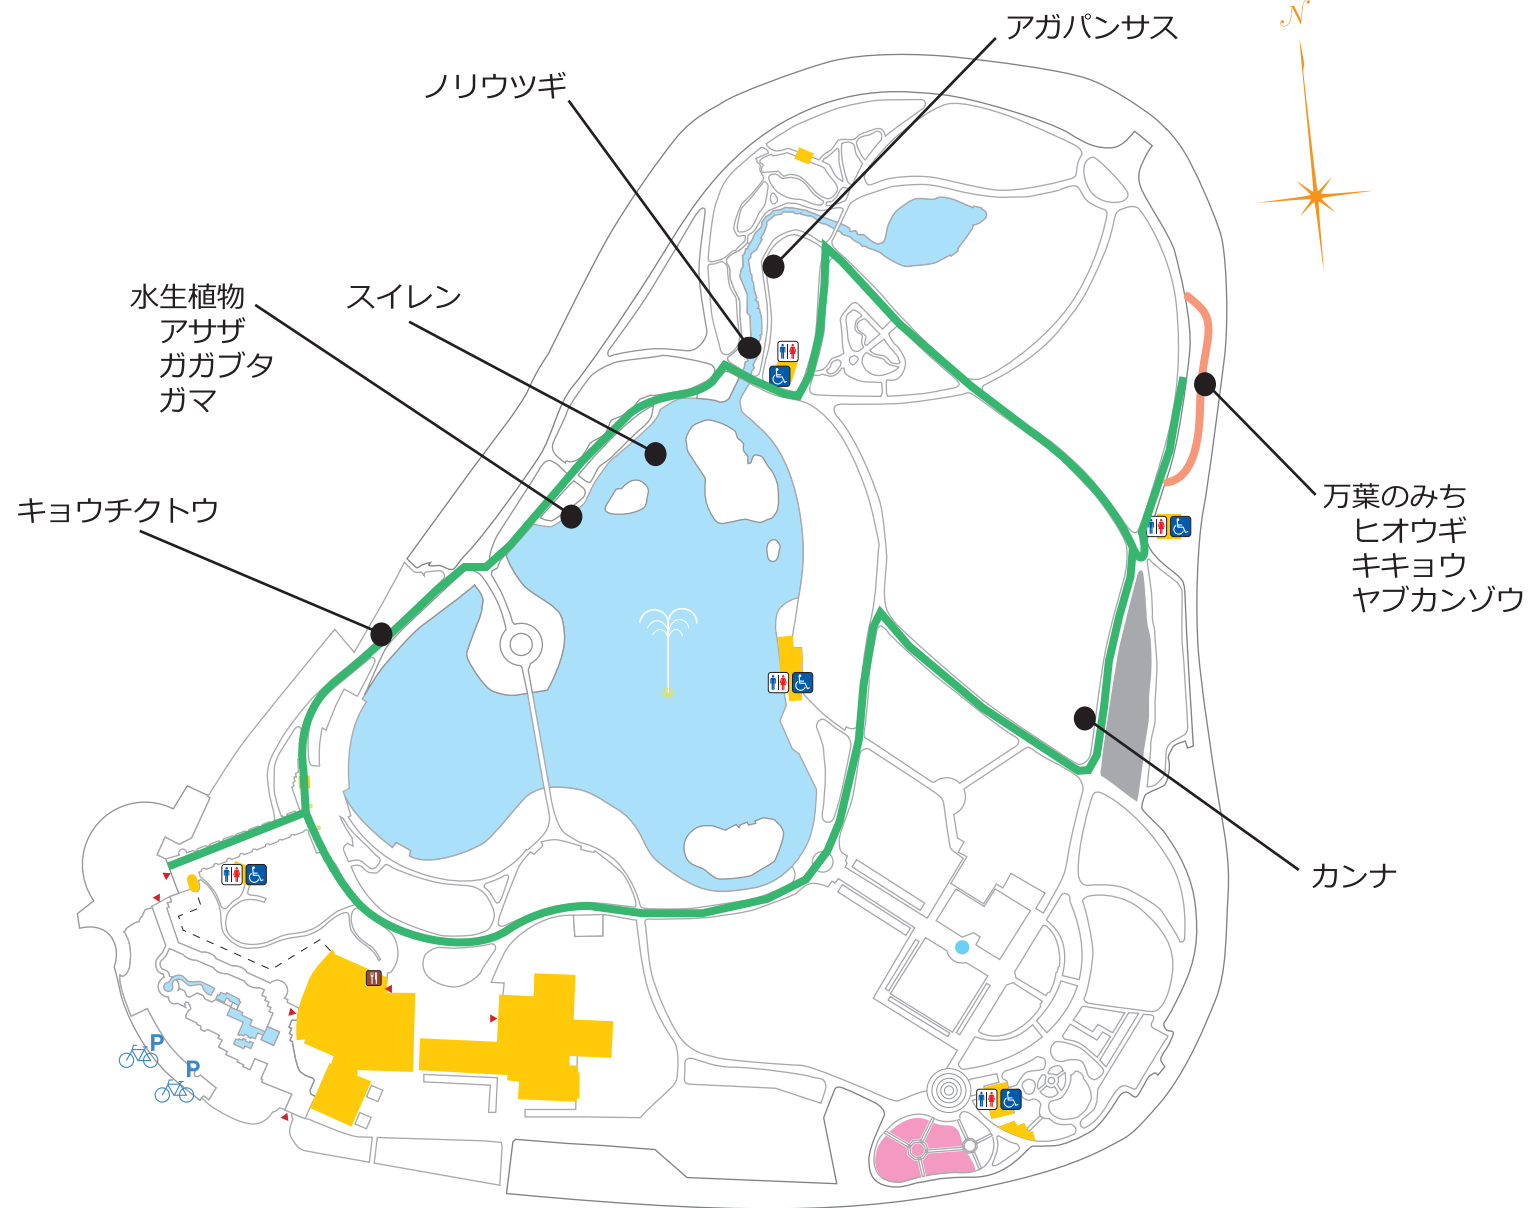 N
アガパンサス
ノリウツギ
水生植物
アサザ
ガガブタ
ガマ
スイレン
キョウチクトウ
万葉のみち
ヒオウギ
キキョウ
ヤブカンゾウ
カンナ
P
P